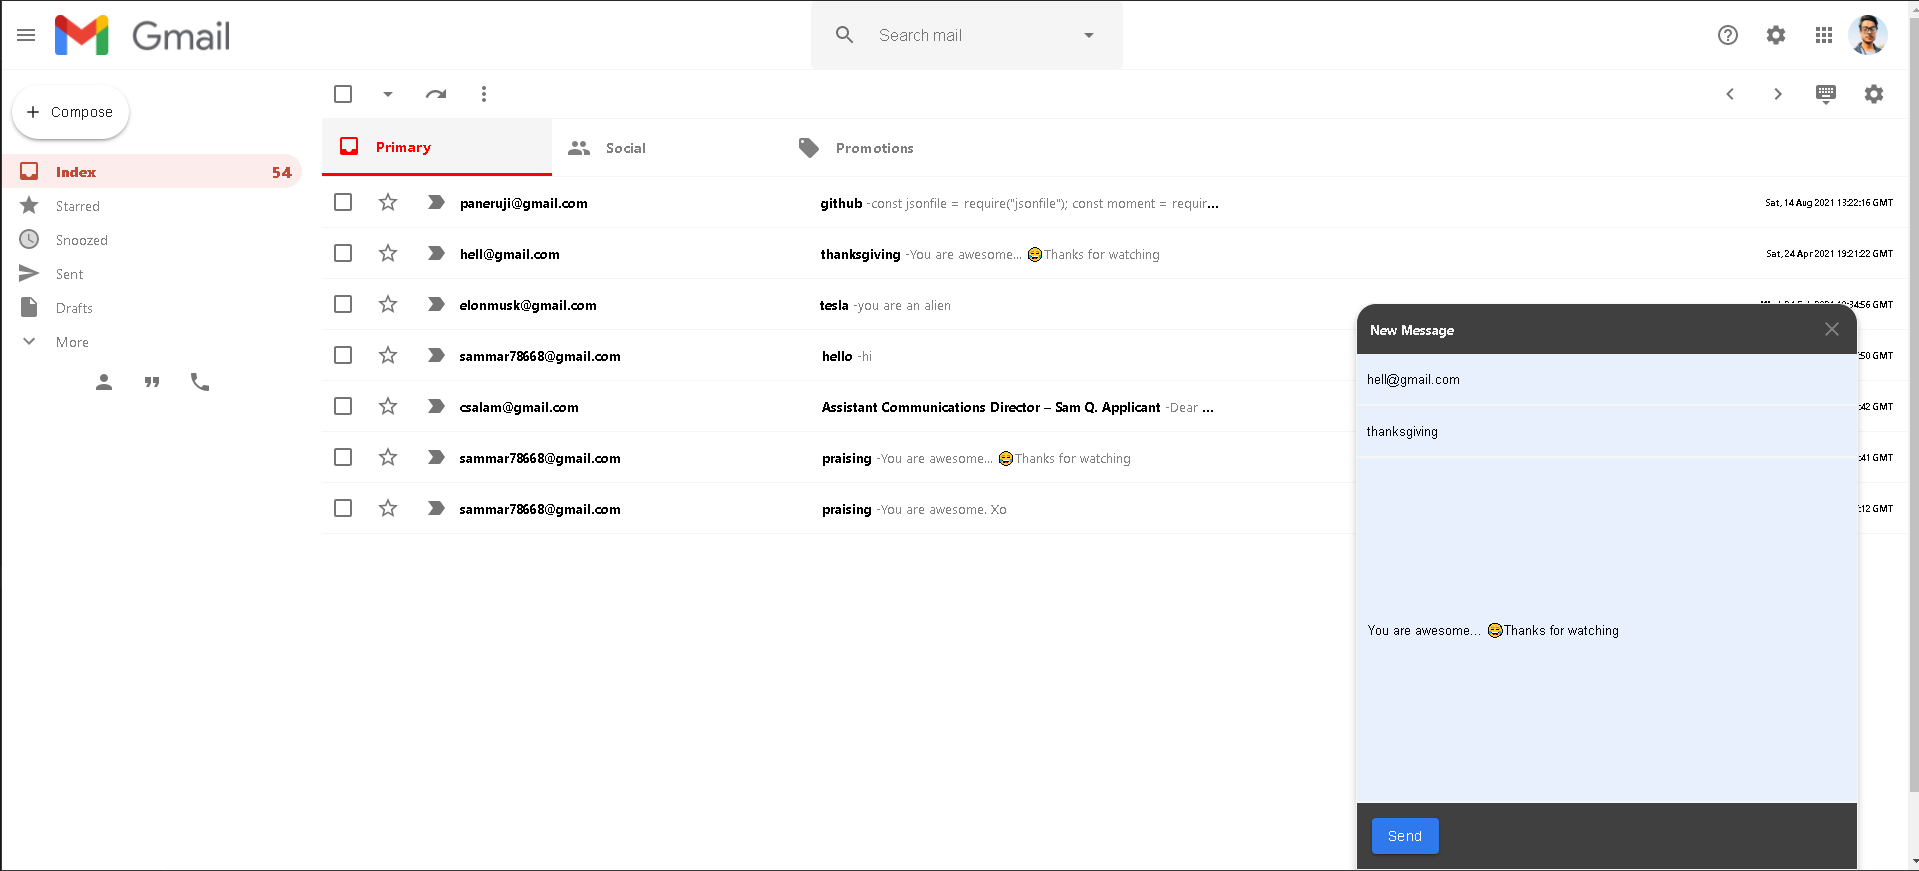 Gmail
Search mail
Compose
Index 54
Starred
Snoozed
Sent
Drafts
More
Primary Social Promotions
paneruji@gmail.com github -const jsonfile = require("jsonfile"); const moment = requir... Sat, 14 Aug 2021 13:22:16 GMT
hell@gmail.com thanksgiving -You are awesome... 😂Thanks for watching Sat, 24 Apr 2021 19:21:22 GMT
elonmusk@gmail.com tesla -you are an alien :34:56 GMT
sammar78668@gmail.com hello -hi :50 GMT
csalam@gmail.com Assistant Communications Director – Sam Q. Applicant -Dear ... :42 GMT
sammar78668@gmail.com praising -You are awesome... 😂Thanks for watching :41 GMT
sammar78668@gmail.com praising -You are awesome. Xo :12 GMT
New Message
hell@gmail.com
thanksgiving
You are awesome... 😂Thanks for watching
Send